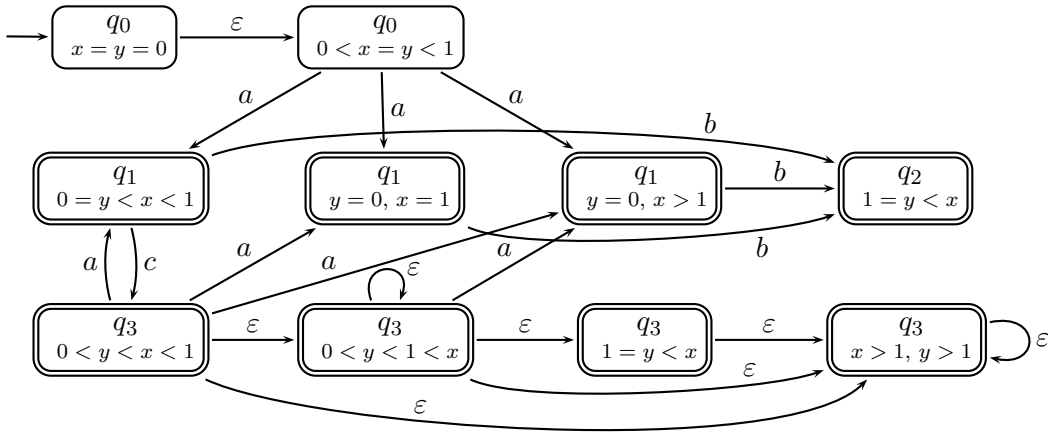 q₀
x = y = 0
ε
q₀
0 < x = y < 1
a
a
a
b
q₁
0 = y < x < 1
q₁
y = 0, x = 1
q₁
y = 0, x > 1
b
q₂
1 = y < x
a
c
a
a
ε
a
b
q₃
0 < y < x < 1
ε
q₃
0 < y < 1 < x
ε
q₃
1 = y < x
ε
q₃
x > 1, y > 1
ε
ε
ε